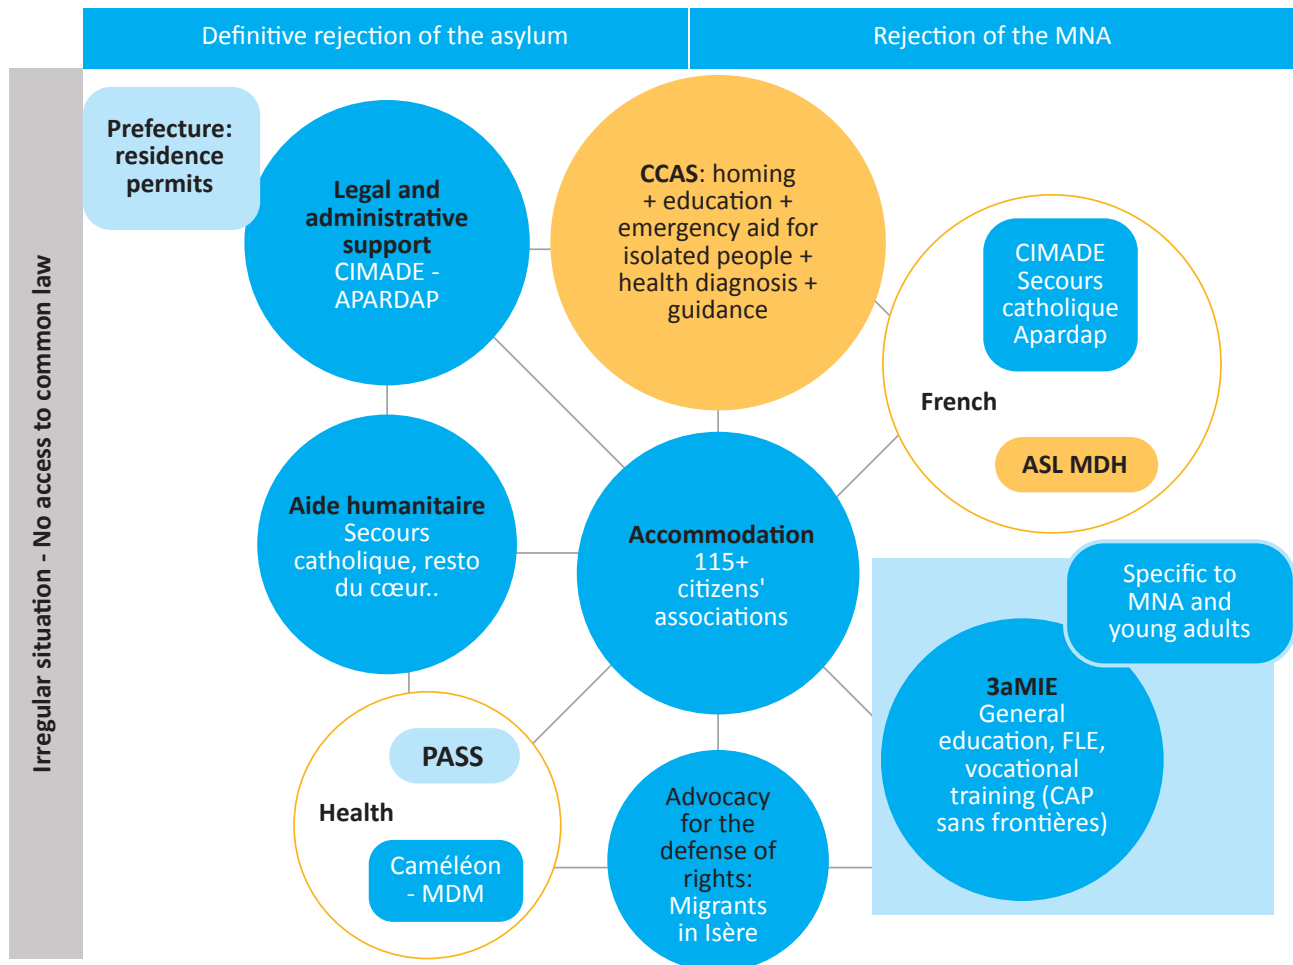 Definitive rejection of the asylum
Rejection of the MNA
Irregular situation - No access to common law
Prefecture:
residence
permits
Legal and
administrative
support
CIMADE -
APARDAP
CCAS: homing
+ education +
emergency aid for
isolated people +
health diagnosis +
guidance
CIMADE
Secours
catholique
Apardap
French
ASL MDH
Aide humanitaire
Secours
catholique, resto
du cœur..
Accommodation
115+
citizens'
associations
Specific to
MNA and
young adults
3aMIE
General
education, FLE,
vocational
training (CAP
sans frontières)
PASS
Health
Caméléon
- MDM
Advocacy
for the
defense of
rights:
Migrants
in Isère